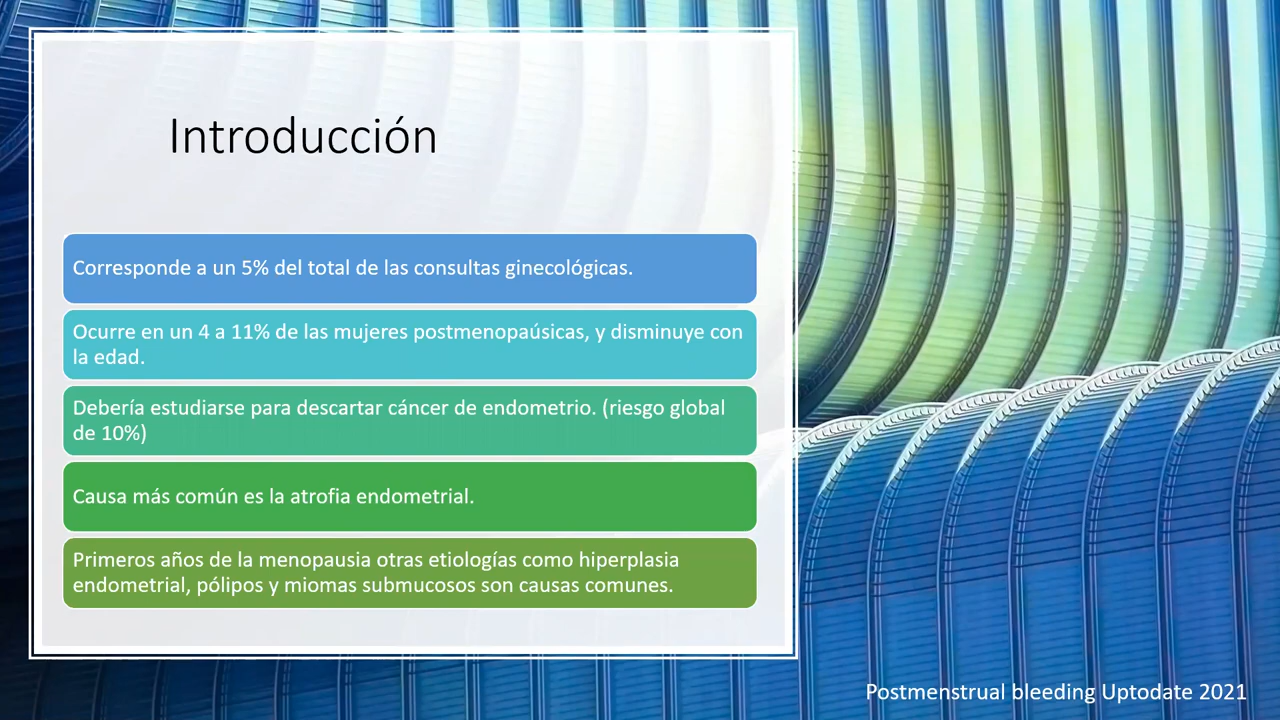 Introducción
Corresponde a un 5% del total de las consultas ginecológicas.
Ocurre en un 4 a 11% de las mujeres postmenopaúsicas, y disminuye con
la edad.
Debería estudiarse para descartar cáncer de endometrio. (riesgo global
de 10%)
Causa más común es la atrofia endometrial.
Primeros años de la menopausia otras etiologías como hiperplasia
endometrial, pólipos y miomas submucosos son causas comunes.
Postmenstrual bleeding Uptodate 2021